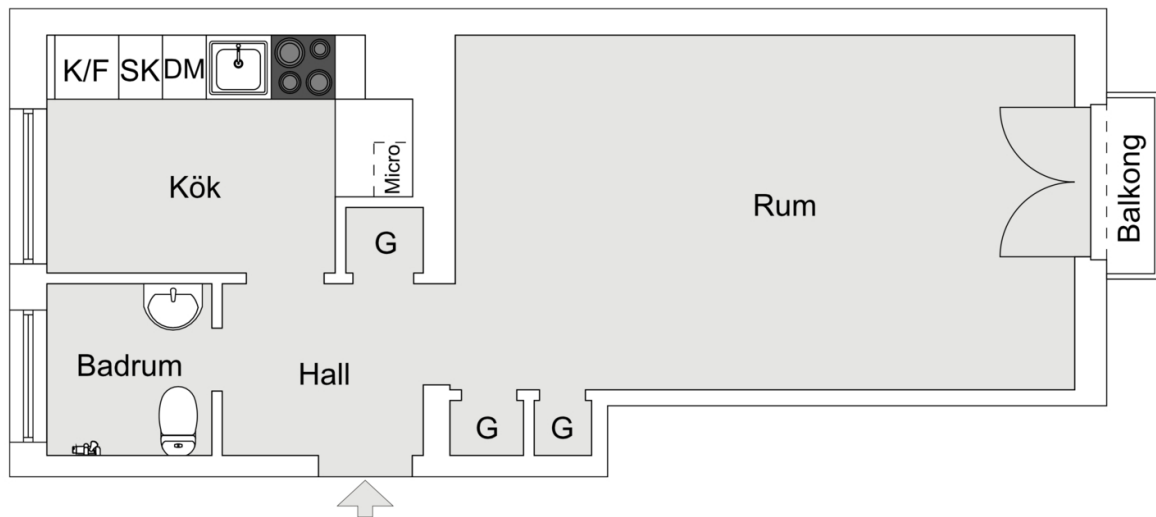 K/F
SK
DM
Micro
Kök
G
Rum
Balkong
Badrum
Hall
G
G